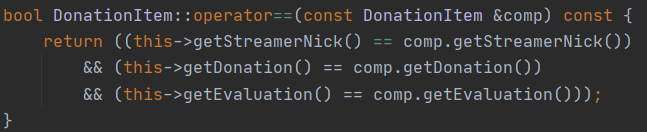 bool DonationItem::operator==(const DonationItem &comp) const {
    return ((this->getStreamerNick() == comp.getStreamerNick())
        && (this->getDonation() == comp.getDonation())
        && (this->getEvaluation() == comp.getEvaluation()));
}